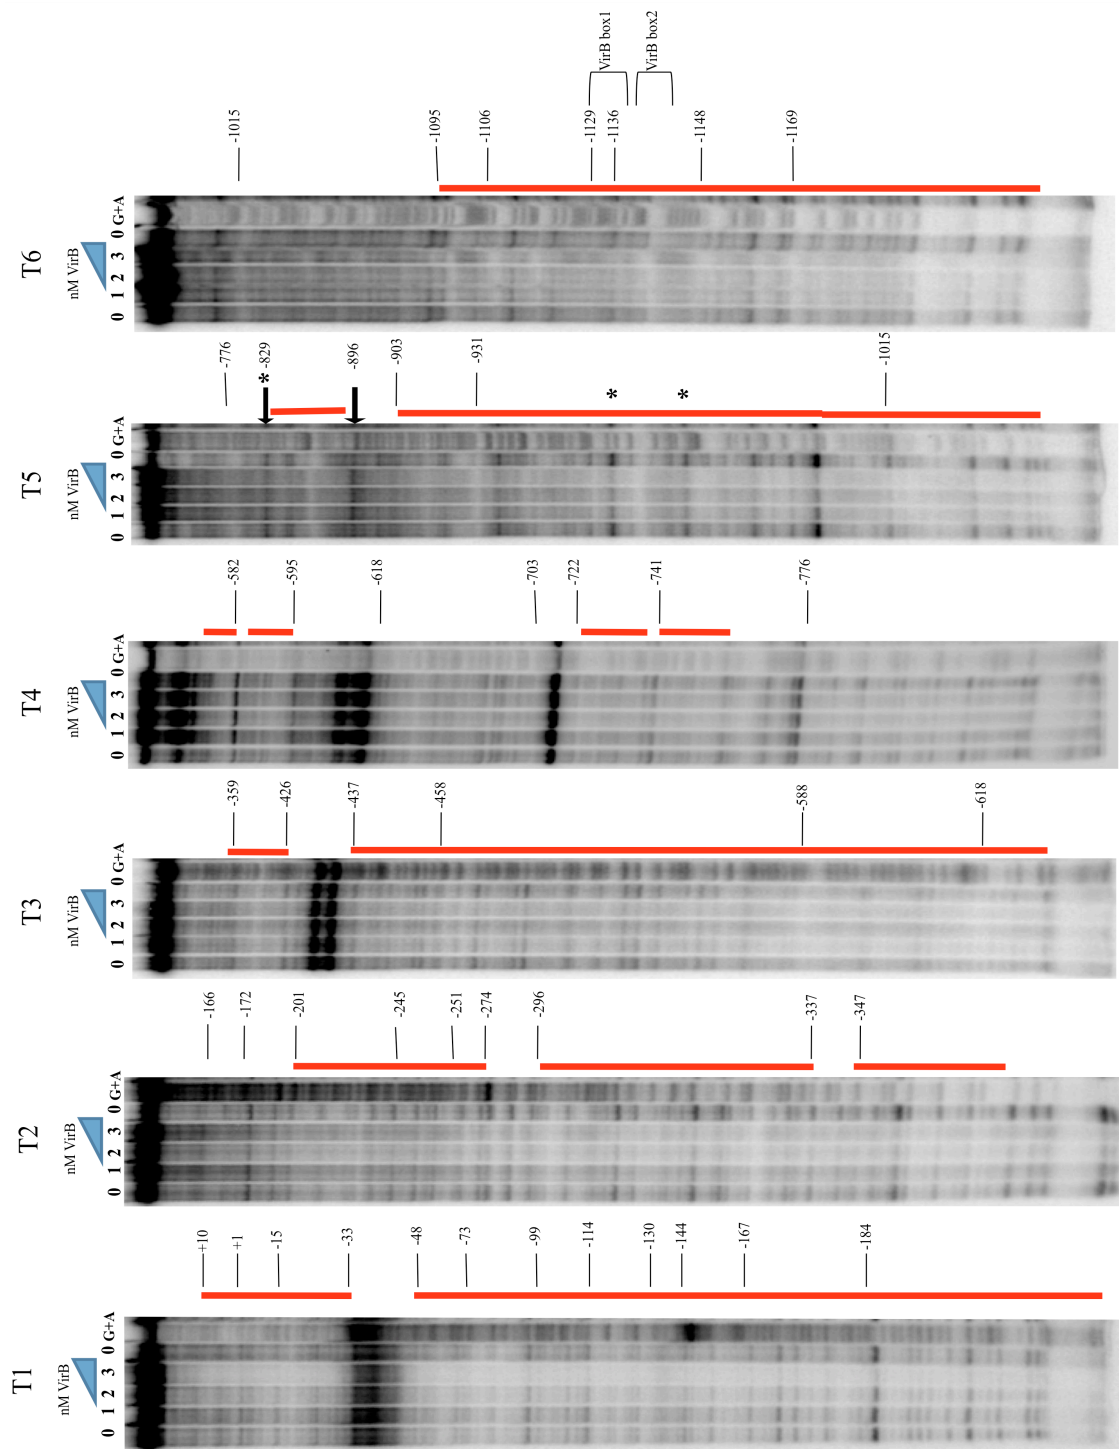 T6
nM VirB
0 1 2 3 0 G+A
-1015
-1095
-1106
-1129
-1136
-1148
-1169
VirB box1
VirB box2
T5
nM VirB
0 1 2 3 0 G+A
-776
* -829
-896
-903
-931
*
*
-1015
T4
nM VirB
0 1 2 3 0 G+A
-582
-595
-618
-703
-722
-741
-776
T3
nM VirB
0 1 2 3 0 G+A
-359
-426
-437
-458
-588
-618
T2
nM VirB
0 1 2 3 0 G+A
-166
-172
-201
-245
-251
-274
-296
-337
-347
T1
nM VirB
0 1 2 3 0 G+A
+10
+1
-15
-33
-48
-73
-99
-114
-130
-144
-167
-184